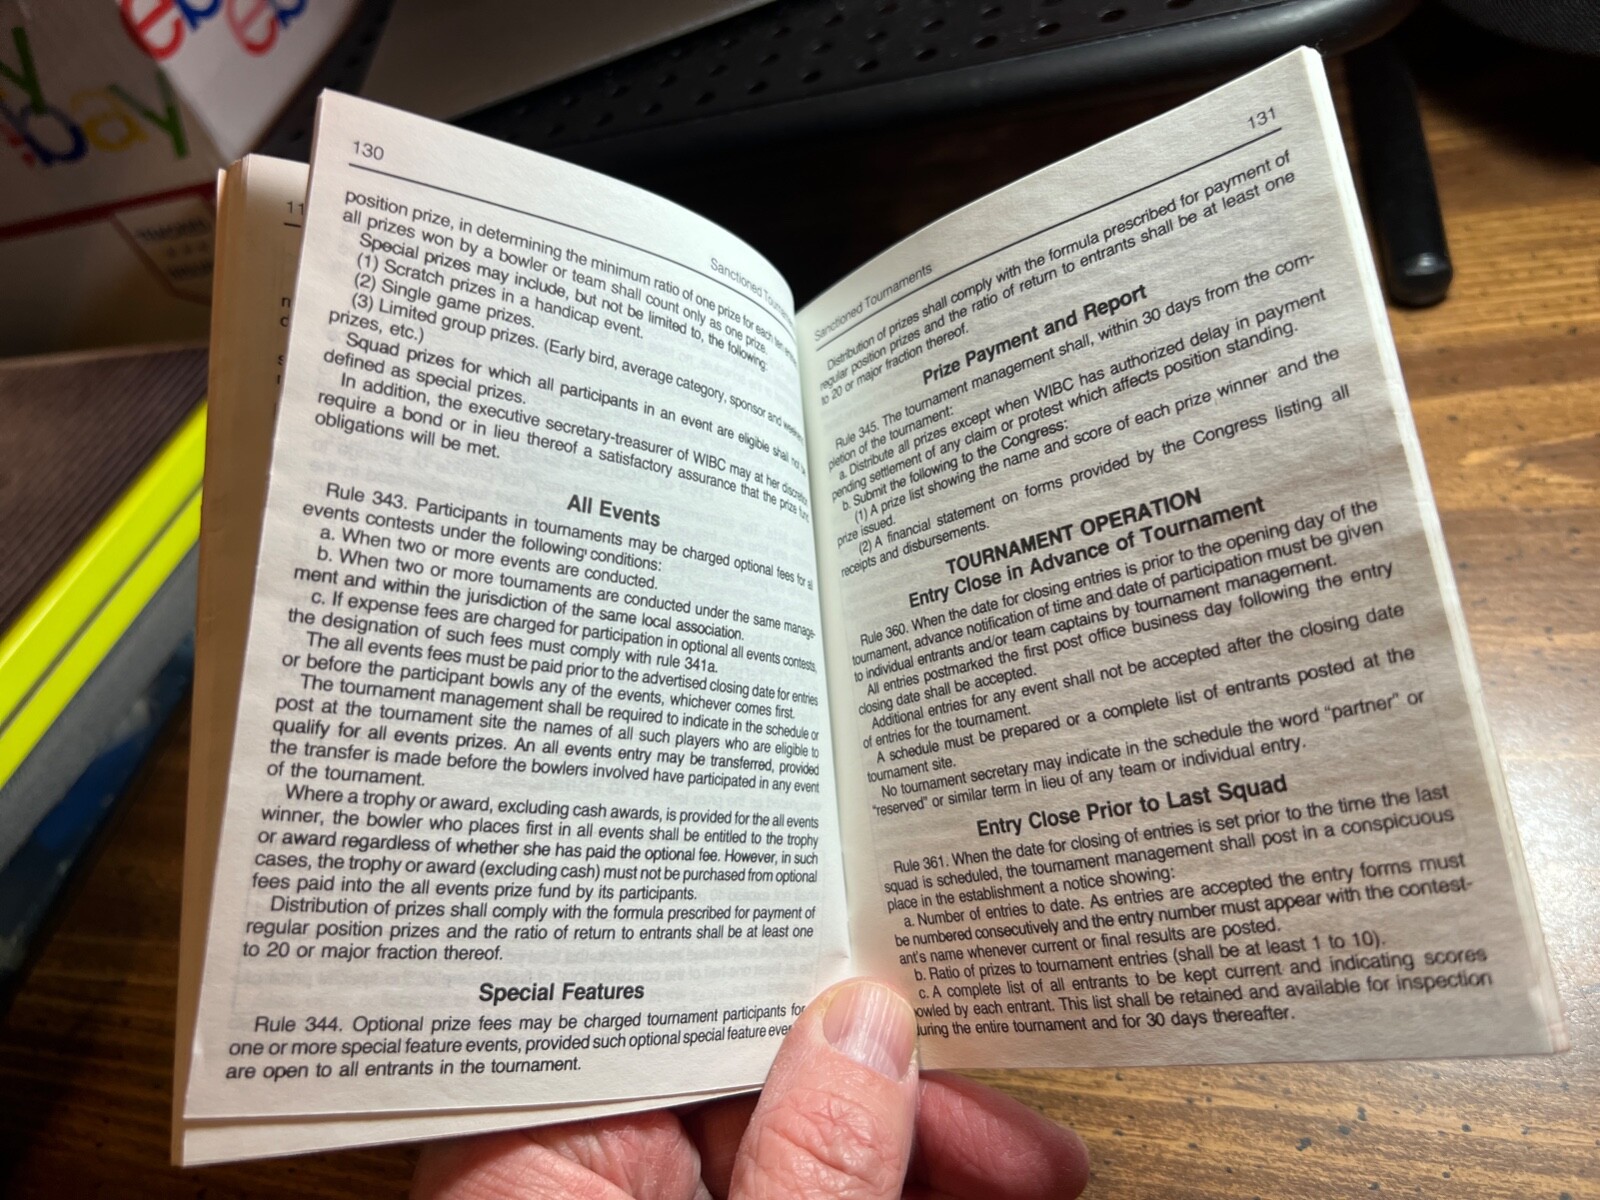 ebay
eb
130
Sanctioned
position prize, in determining the minimum ratio of one prize for each ten
all prizes won by a bowler or team shall count only as one prize.
Special prizes may include, but not be limited to, the following:
(1) Scratch prizes in a handicap event.
(2) Single game prizes.
(3) Limited group prizes. (Early bird, average category, sponsor and
prizes, etc.)
Squad prizes for which all participants in an event are eligible shall not be
defined as special prizes.
In addition, the executive secretary-treasurer of WIBC may at her discretion
require a bond or in lieu thereof a satisfactory assurance that the prize fund
obligations will be met.
All Events
Rule 343. Participants in tournaments may be charged optional fees for all
events contests under the following conditions:
a. When two or more events are conducted.
b. When two or more tournaments are conducted under the same manage-
ment and within the jurisdiction of the same local association.
c. If expense fees are charged for participation in optional all events contests,
the designation of such fees must comply with rule 341a.
The all events fees must be paid prior to the advertised closing date for entries
or before the participant bowls any of the events, whichever comes first.
The tournament management shall be required to indicate in the schedule or
post at the tournament site the names of all such players who are eligible to
qualify for all events prizes. An all events entry may be transferred, provided
the transfer is made before the bowlers involved have participated in any event
of the tournament.
Where a trophy or award, excluding cash awards, is provided for the all events
winner, the bowler who places first in all events shall be entitled to the trophy
or award regardless of whether she has paid the optional fee. However, in such
cases, the trophy or award (excluding cash) must not be purchased from optional
fees paid into the all events prize fund by its participants.
Distribution of prizes shall comply with the formula prescribed for payment of
regular position prizes and the ratio of return to entrants shall be at least one
to 20 or major fraction thereof.
Special Features
Rule 344. Optional prize fees may be charged tournament participants for
one or more special feature events, provided such optional special feature
are open to all entrants in the tournament.
131
Sanctioned Tournaments
Distribution of prizes shall comply with the formula prescribed for payment of
regular position prizes and the ratio of return to entrants shall be at least one
to 20 or major fraction thereof.
Prize Payment and Report
Rule 345. The tournament management shall, within 30 days from the com-
pletion of the tournament:
a. Distribute all prizes except when WIBC has authorized delay in payment
pending settlement of any claim or protest which affects position standing.
b. Submit the following to the Congress:
(1) A prize list showing the name and score of each prize winner and the
prize issued.
(2) A financial statement on forms provided by the Congress listing all
receipts and disbursements.
TOURNAMENT OPERATION
Entry Close in Advance of Tournament
Rule 360. When the date for closing entries is prior to the opening day of the
tournament, advance notification of time and date of participation must be given
to individual entrants and/or team captains by tournament management.
All entries postmarked the first post office business day following the entry
closing date shall be accepted.
Additional entries for any event shall not be accepted after the closing date
of entries for the tournament.
A schedule must be prepared or a complete list of entrants posted at the
tournament site.
No tournament secretary may indicate in the schedule the word "partner" or
"reserved" or similar term in lieu of any team or individual entry.
Entry Close Prior to Last Squad
Rule 361. When the date for closing of entries is set prior to the time the last
squad is scheduled, the tournament management shall post in a conspicuous
place in the establishment a notice showing:
a. Number of entries to date. As entries are accepted the entry forms must
be numbered consecutively and the entry number must appear with the contest-
ant's name whenever current or final results are posted.
b. Ratio of prizes to tournament entries (shall be at least 1 to 10).
c. A complete list of all entrants to be kept current and indicating scores
bowled by each entrant. This list shall be retained and available for inspection
during the entire tournament and for 30 days thereafter.